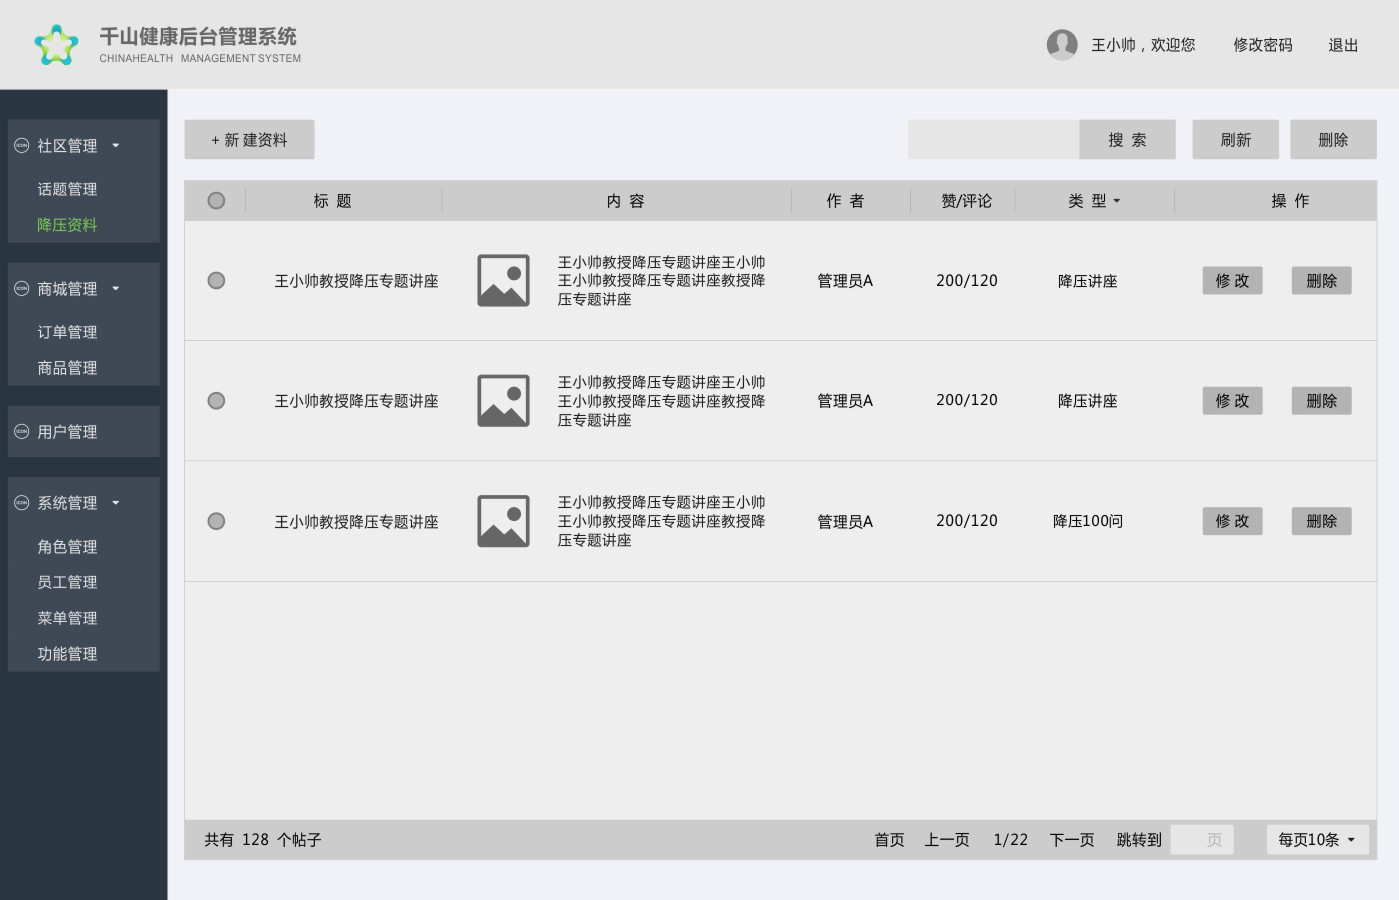 千山健康后台管理系统
CHINAHEALTH MANAGEMENT SYSTEM
王小帅，欢迎您 修改密码 退出
社区管理
话题管理
降压资料
商城管理
订单管理
商品管理
用户管理
系统管理
角色管理
员工管理
菜单管理
功能管理
+ 新建资料 搜 索 刷新 删除
标 题 内 容 作 者 赞/评论 类 型 操 作
王小帅教授降压专题讲座
王小帅教授降压专题讲座王小帅
王小帅教授降压专题讲座教授降
压专题讲座
管理员A 200/120 降压讲座 修 改 删除
王小帅教授降压专题讲座
王小帅教授降压专题讲座王小帅
王小帅教授降压专题讲座教授降
压专题讲座
管理员A 200/120 降压讲座 修 改 删除
王小帅教授降压专题讲座
王小帅教授降压专题讲座王小帅
王小帅教授降压专题讲座教授降
压专题讲座
管理员A 200/120 降压100问 修 改 删除
共有 128 个帖子 首页 上一页 1/22 下一页 跳转到 页 每页10条